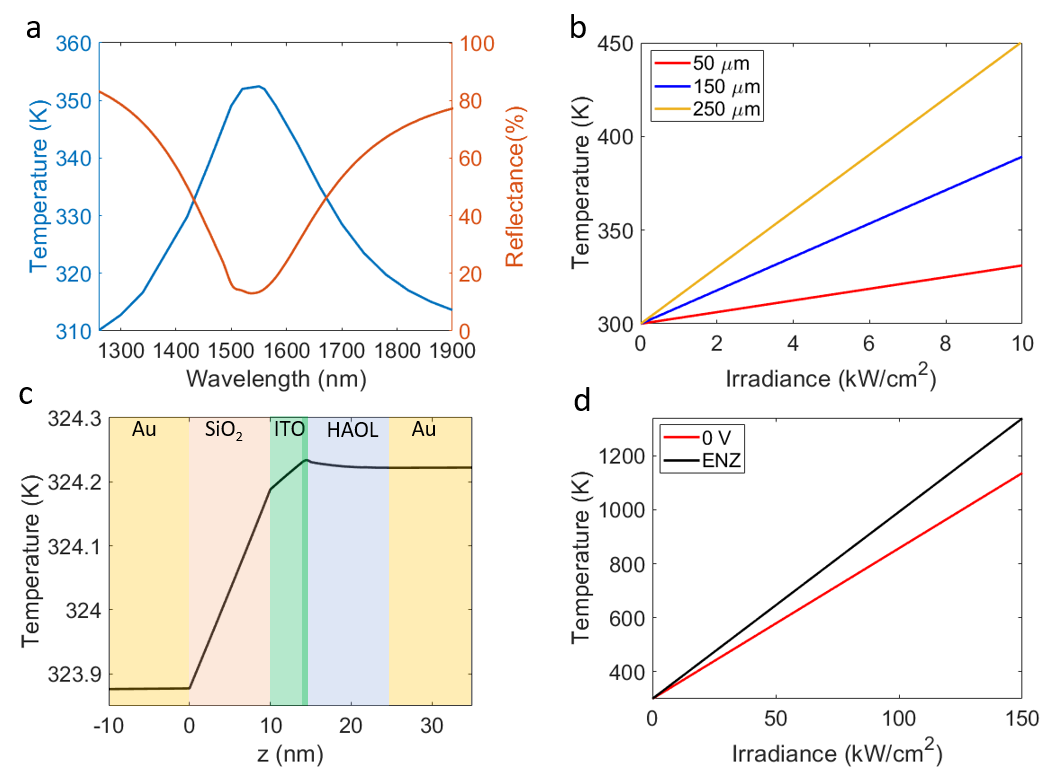 a
360
350
340
330
320
310
Temperature (K)
100
80
60
40
20
0
Reflectance(%)
1300 1400 1500 1600 1700 1800 1900
Wavelength (nm)
b
450
400
350
300
Temperature (K)
50 μm
150 μm
250 μm
0 2 4 6 8 10
Irradiance (kW/cm²)
c
324.3
324.2
324.1
324
323.9
Temperature (K)
Au SiO₂ ITO HAOL Au
-10 0 10 20 30
z (nm)
d
1200
1000
800
600
400
Temperature (K)
0 V
ENZ
0 50 100 150
Irradiance (kW/cm²)